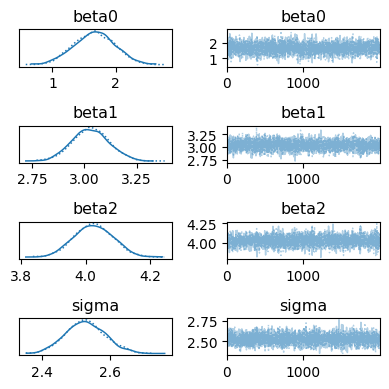 beta0 beta0
2
1
1 2 0 1000
beta1 beta1
3.25
3.00
2.75
2.75 3.00 3.25 0 1000
beta2 beta2
4.25
4.00
3.8 4.0 4.2 0 1000
sigma sigma
2.75
2.50
2.4 2.6 0 1000